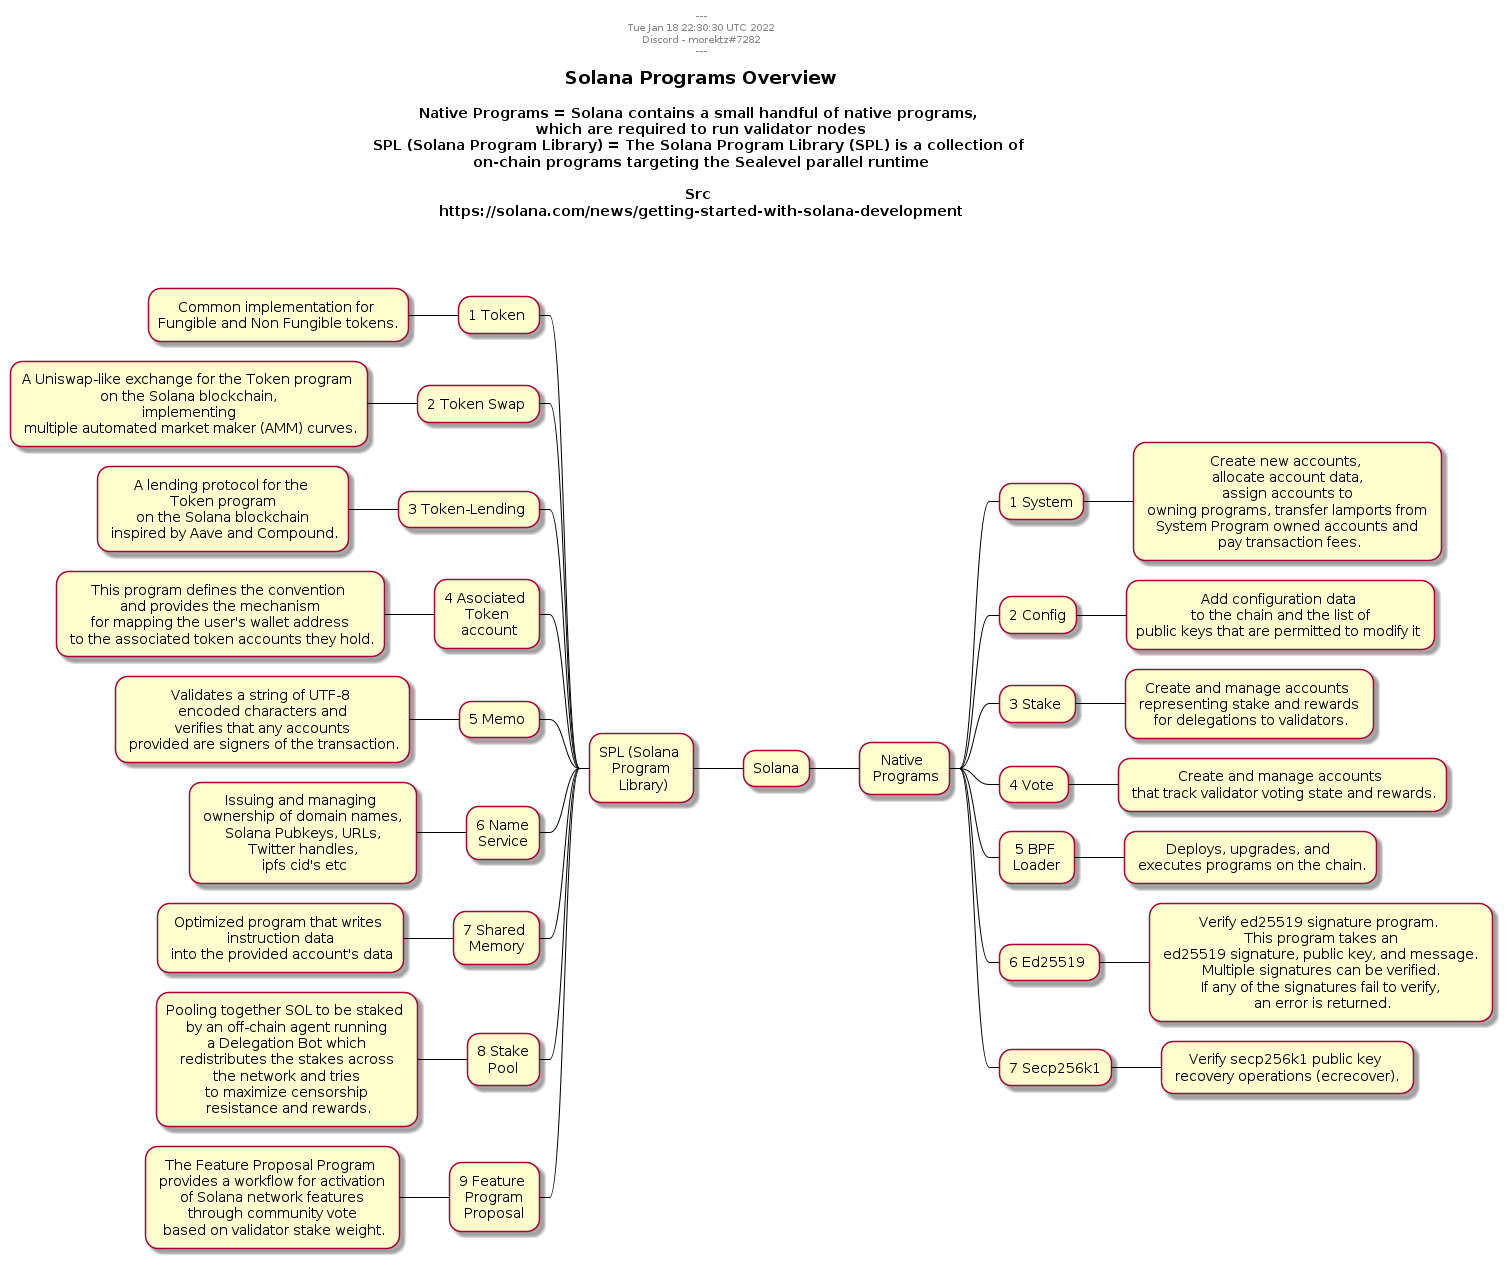 ---
Tue Jan 18 22:30:30 UTC 2022
Discord - morektz#7282
---
Solana Programs Overview
Native Programs = Solana contains a small handful of native programs,
which are required to run validator nodes
SPL (Solana Program Library) = The Solana Program Library (SPL) is a collection of
on-chain programs targeting the Sealevel parallel runtime
Src
https://solana.com/news/getting-started-with-solana-development
Solana
SPL (Solana
Program
Library)
1 Token
Common implementation for
Fungible and Non Fungible tokens.
2 Token Swap
A Uniswap-like exchange for the Token program
on the Solana blockchain,
implementing
multiple automated market maker (AMM) curves.
3 Token-Lending
A lending protocol for the
Token program
on the Solana blockchain
inspired by Aave and Compound.
4 Asociated
Token
account
This program defines the convention
and provides the mechanism
for mapping the user's wallet address
to the associated token accounts they hold.
5 Memo
Validates a string of UTF-8
encoded characters and
verifies that any accounts
provided are signers of the transaction.
6 Name
Service
Issuing and managing
ownership of domain names,
Solana Pubkeys, URLs,
Twitter handles,
ipfs cid's etc
7 Shared
Memory
Optimized program that writes
instruction data
into the provided account's data
8 Stake
Pool
Pooling together SOL to be staked
by an off-chain agent running
a Delegation Bot which
redistributes the stakes across
the network and tries
to maximize censorship
resistance and rewards.
9 Feature
Program
Proposal
The Feature Proposal Program
provides a workflow for activation
of Solana network features
through community vote
based on validator stake weight.
Native
Programs
1 System
Create new accounts,
allocate account data,
assign accounts to
owning programs, transfer lamports from
System Program owned accounts and
pay transaction fees.
2 Config
Add configuration data
to the chain and the list of
public keys that are permitted to modify it
3 Stake
Create and manage accounts
representing stake and rewards
for delegations to validators.
4 Vote
Create and manage accounts
that track validator voting state and rewards.
5 BPF
Loader
Deploys, upgrades, and
executes programs on the chain.
6 Ed25519
Verify ed25519 signature program.
This program takes an
ed25519 signature, public key, and message.
Multiple signatures can be verified.
If any of the signatures fail to verify,
an error is returned.
7 Secp256k1
Verify secp256k1 public key
recovery operations (ecrecover).